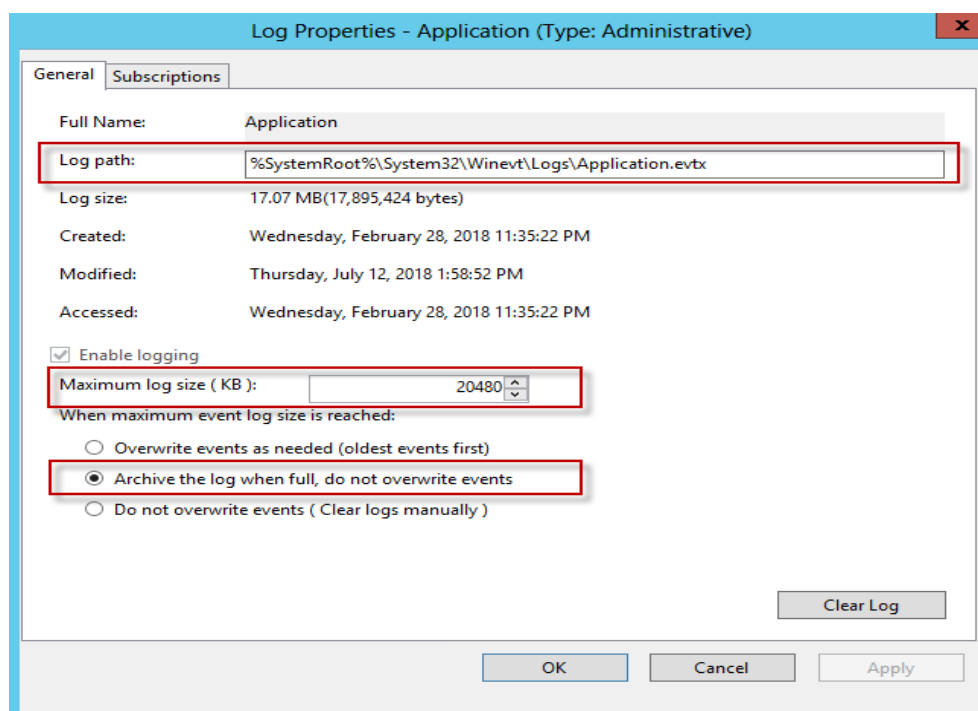 Log Properties - Application (Type: Administrative)
x
General Subscriptions
Full Name: Application
Log path: %SystemRoot%\System32\Winevt\Logs\Application.evtx
Log size: 17.07 MB(17,895,424 bytes)
Created: Wednesday, February 28, 2018 11:35:22 PM
Modified: Thursday, July 12, 2018 1:58:52 PM
Accessed: Wednesday, February 28, 2018 11:35:22 PM
Enable logging
Maximum log size ( KB ): 20480
When maximum event log size is reached:
Overwrite events as needed (oldest events first)
Archive the log when full, do not overwrite events
Do not overwrite events ( Clear logs manually )
Clear Log
OK Cancel Apply